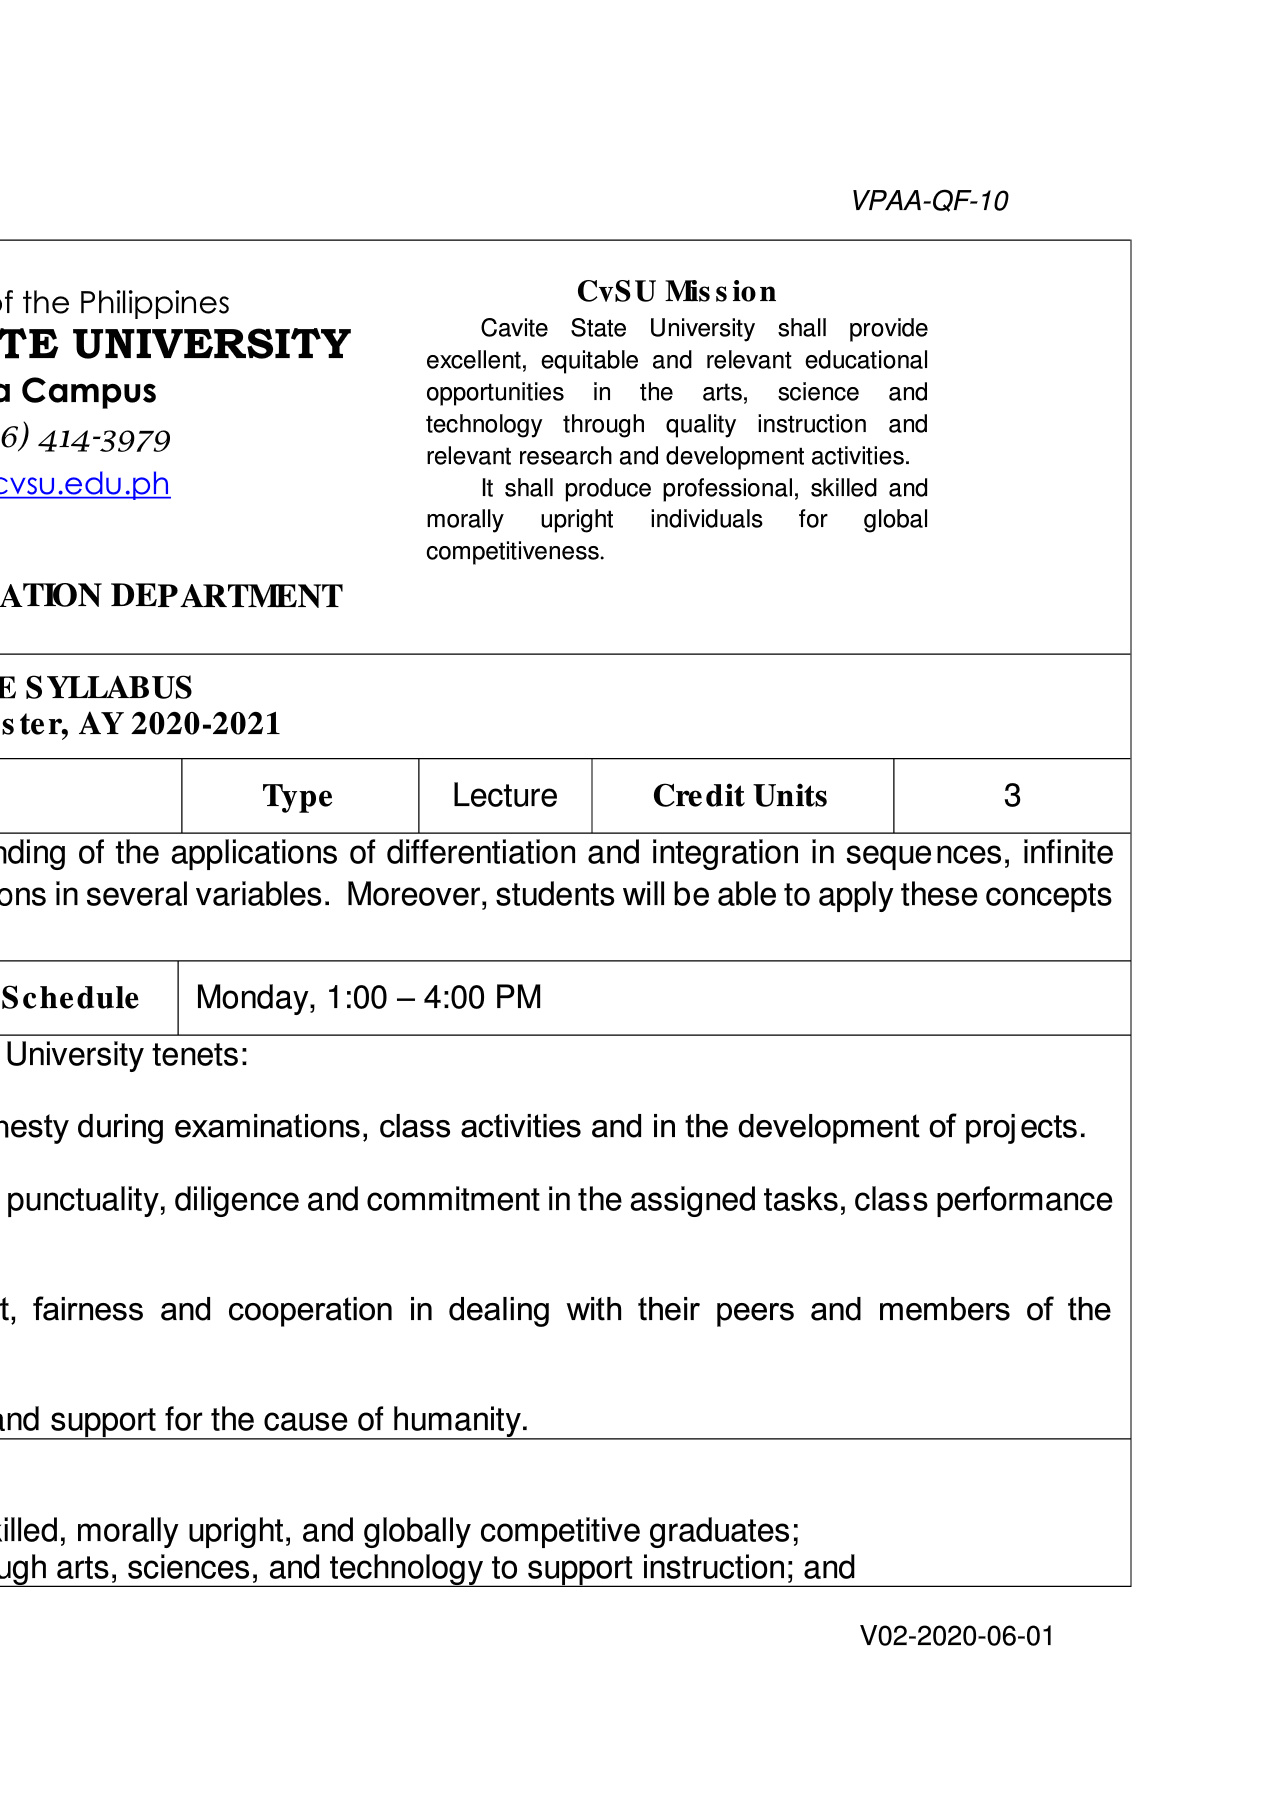 VPAA-QF-10
of the Philippines
TE UNIVERSITY
a Campus
6) 414-3979
cvsu.edu.ph
ATION DEPARTMENT
CvSU Mission
Cavite State University shall provide
excellent, equitable and relevant educational
opportunities in the arts, science and
technology through quality instruction and
relevant research and development activities.
It shall produce professional, skilled and
morally upright individuals for global
competitiveness.
E SYLLABUS
ster, AY 2020-2021
Type Lecture Credit Units 3
nding of the applications of differentiation and integration in sequences, infinite
ons in several variables. Moreover, students will be able to apply these concepts
Schedule Monday, 1:00 – 4:00 PM
University tenets:
nesty during examinations, class activities and in the development of projects.
punctuality, diligence and commitment in the assigned tasks, class performance
t, fairness and cooperation in dealing with their peers and members of the
and support for the cause of humanity.
killed, morally upright, and globally competitive graduates;
ugh arts, sciences, and technology to support instruction; and
V02-2020-06-01